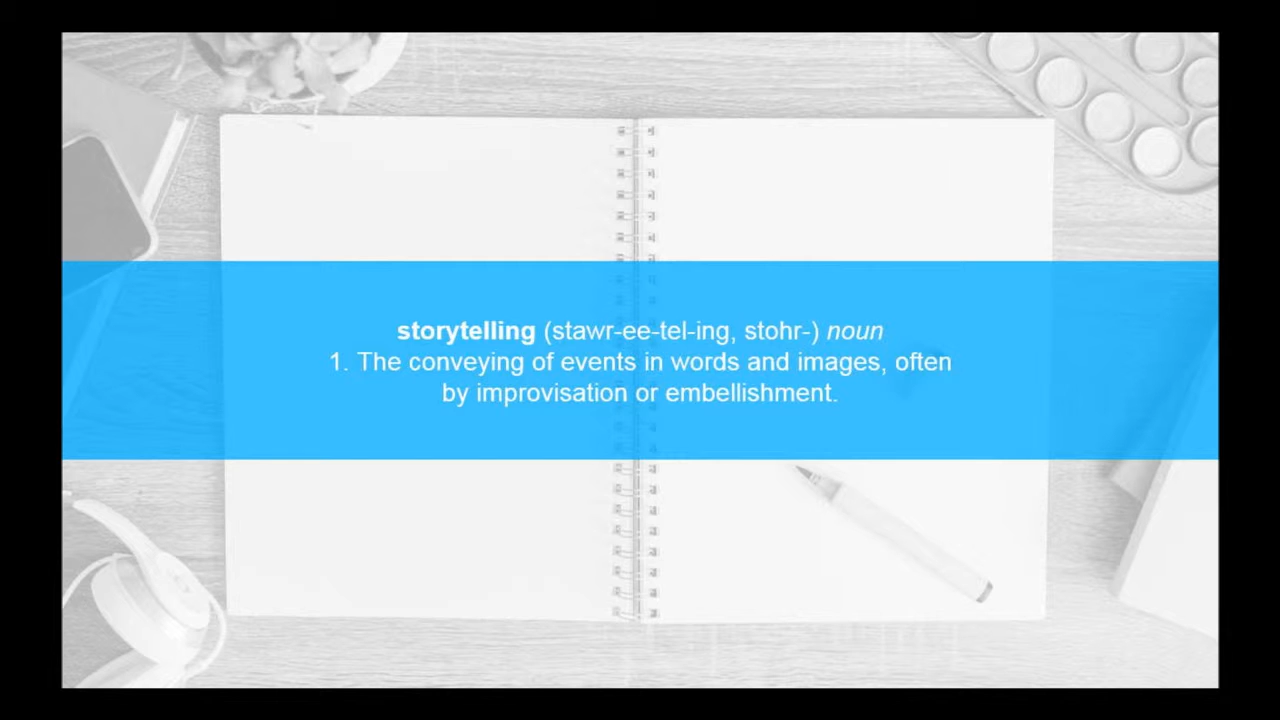 storytelling (stawr-ee-tel-ing, stohr-) noun
1. The conveying of events in words and images, often
by improvisation or embellishment.